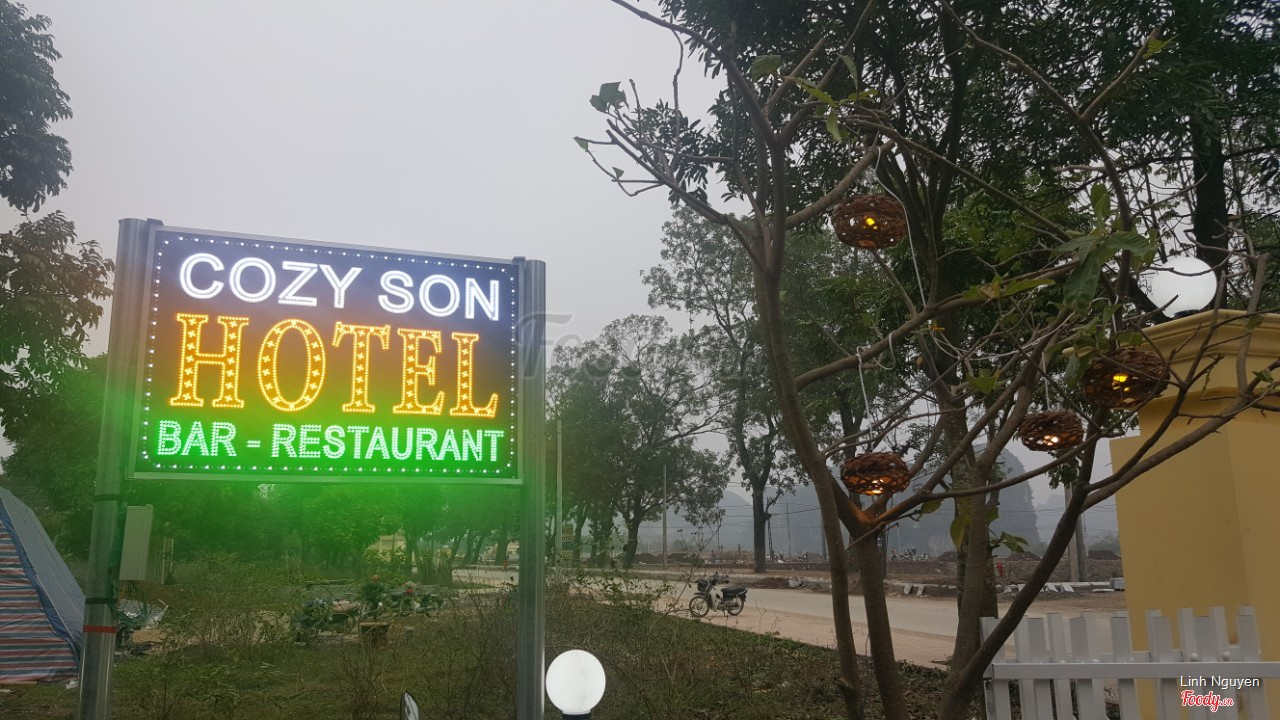 COZY SON
HOTEL
BAR - RESTAURANT
Linh Nguyen
Foody.vn